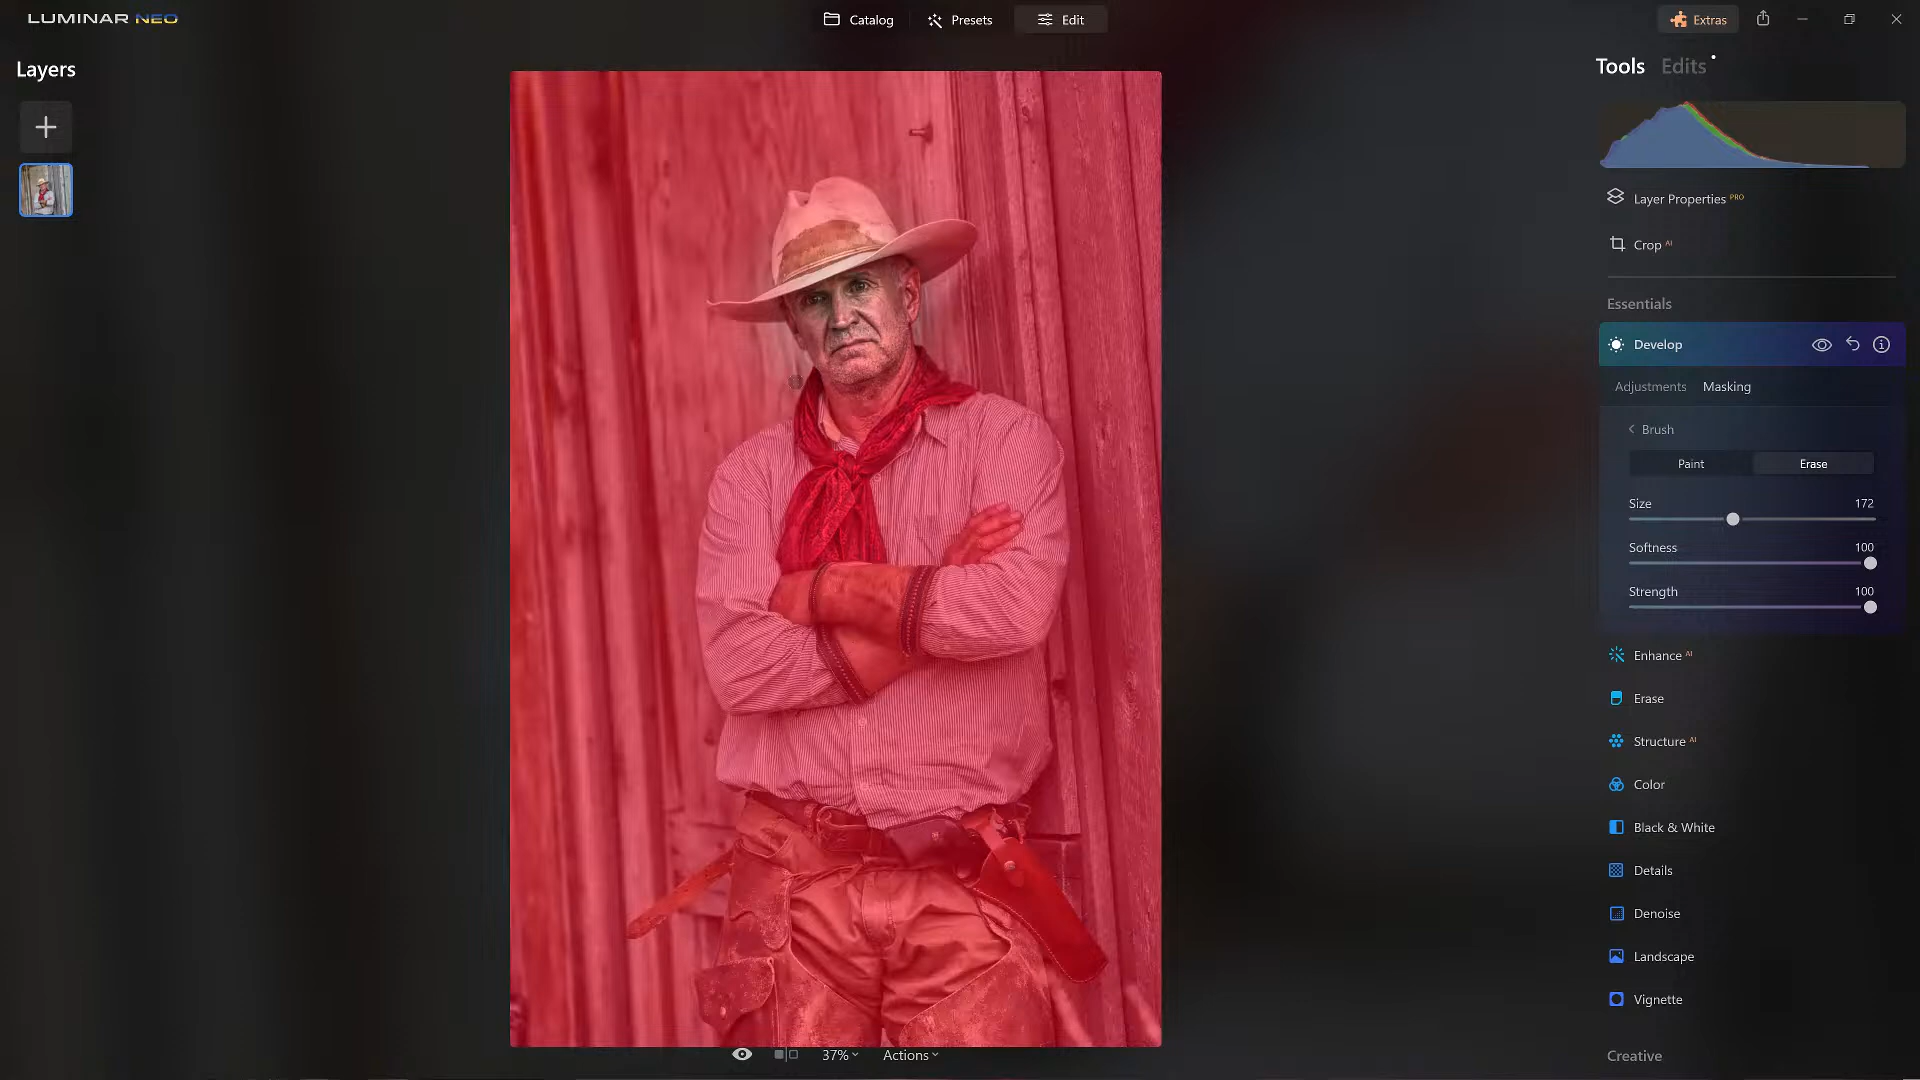 LUMINAR NEO
Catalog
Presets
Edit
Extras
Layers
Tools
Edits
Layer Properties PRO
Crop AI
Essentials
Develop
Adjustments
Masking
Brush
Paint
Erase
Size
172
Softness
100
Strength
100
Enhance AI
Erase
Structure AI
Color
Black & White
Details
Denoise
Landscape
Vignette
Creative
37%
Actions